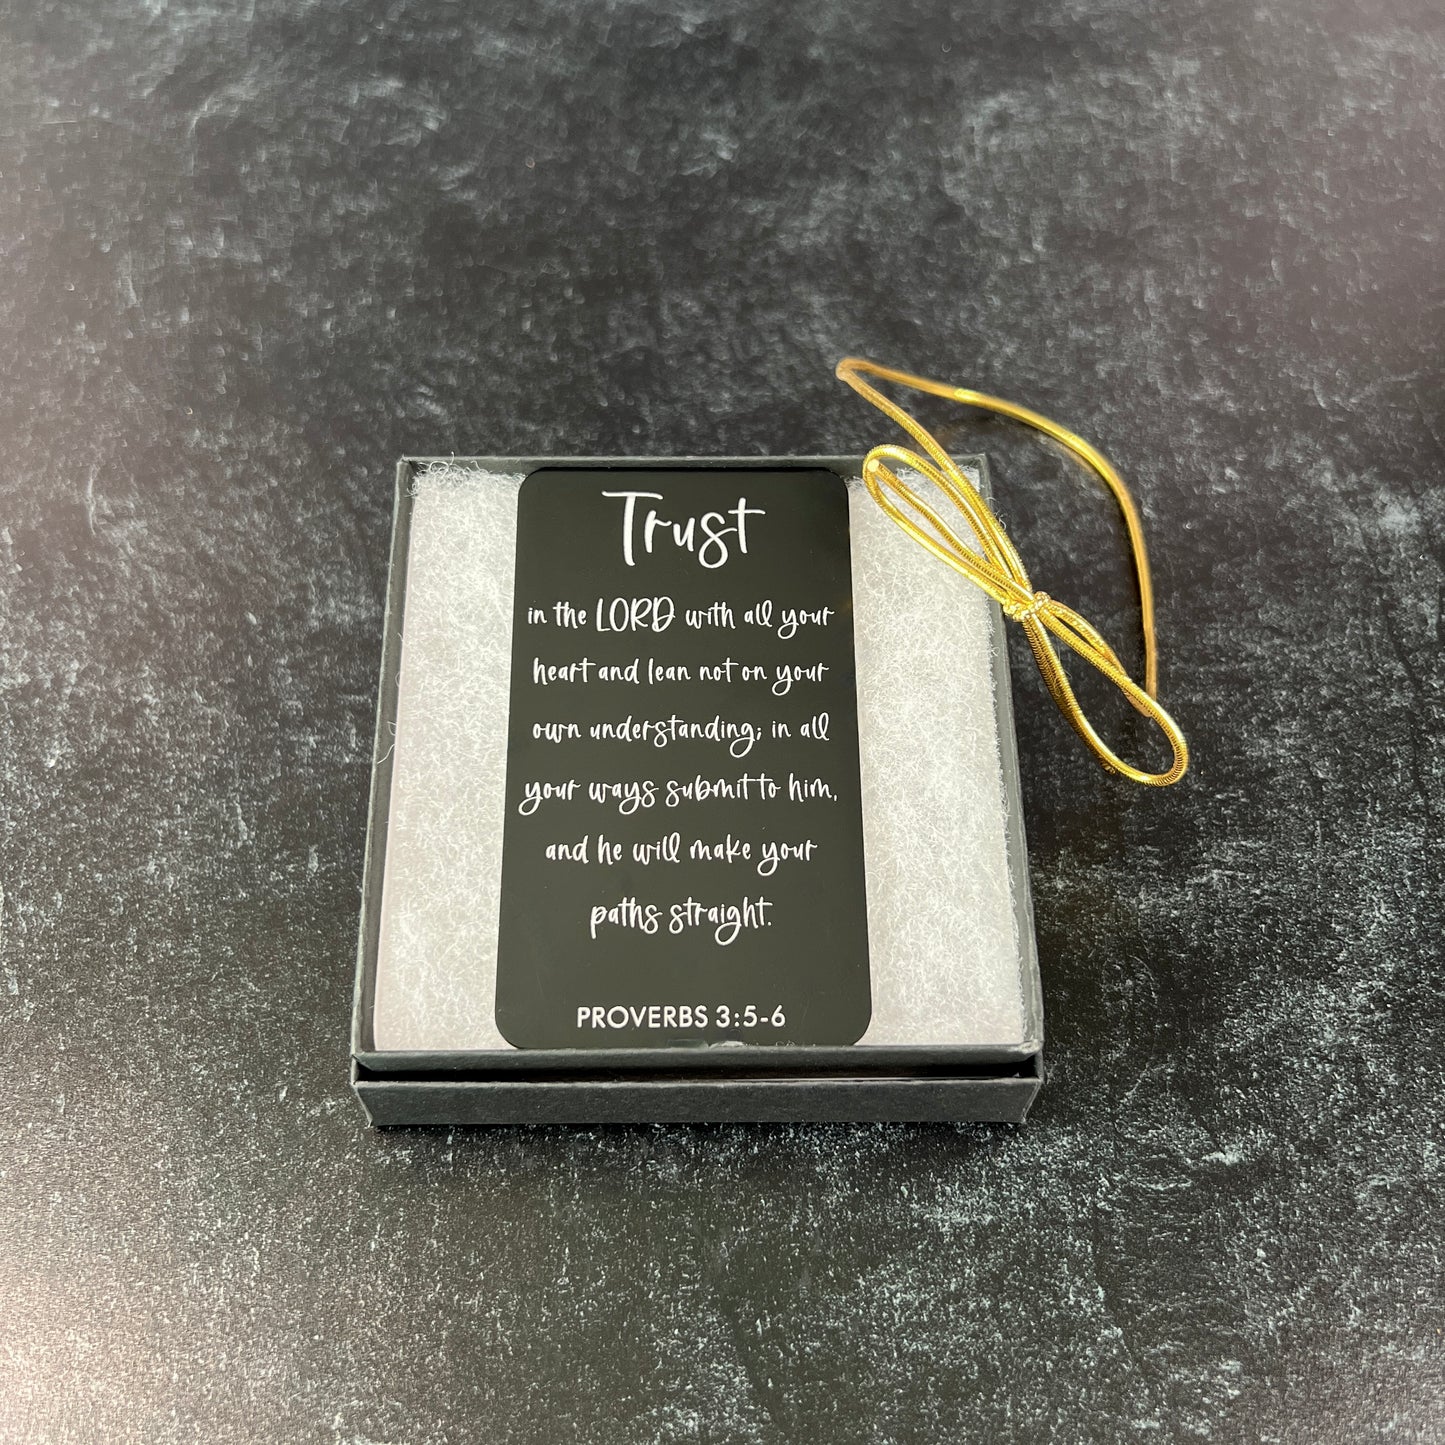 Trust
in the LORD with all your
heart and lean not on your
own understanding; in all
your ways submit to him,
and he will make your
paths straight.
PROVERBS 3:5-6